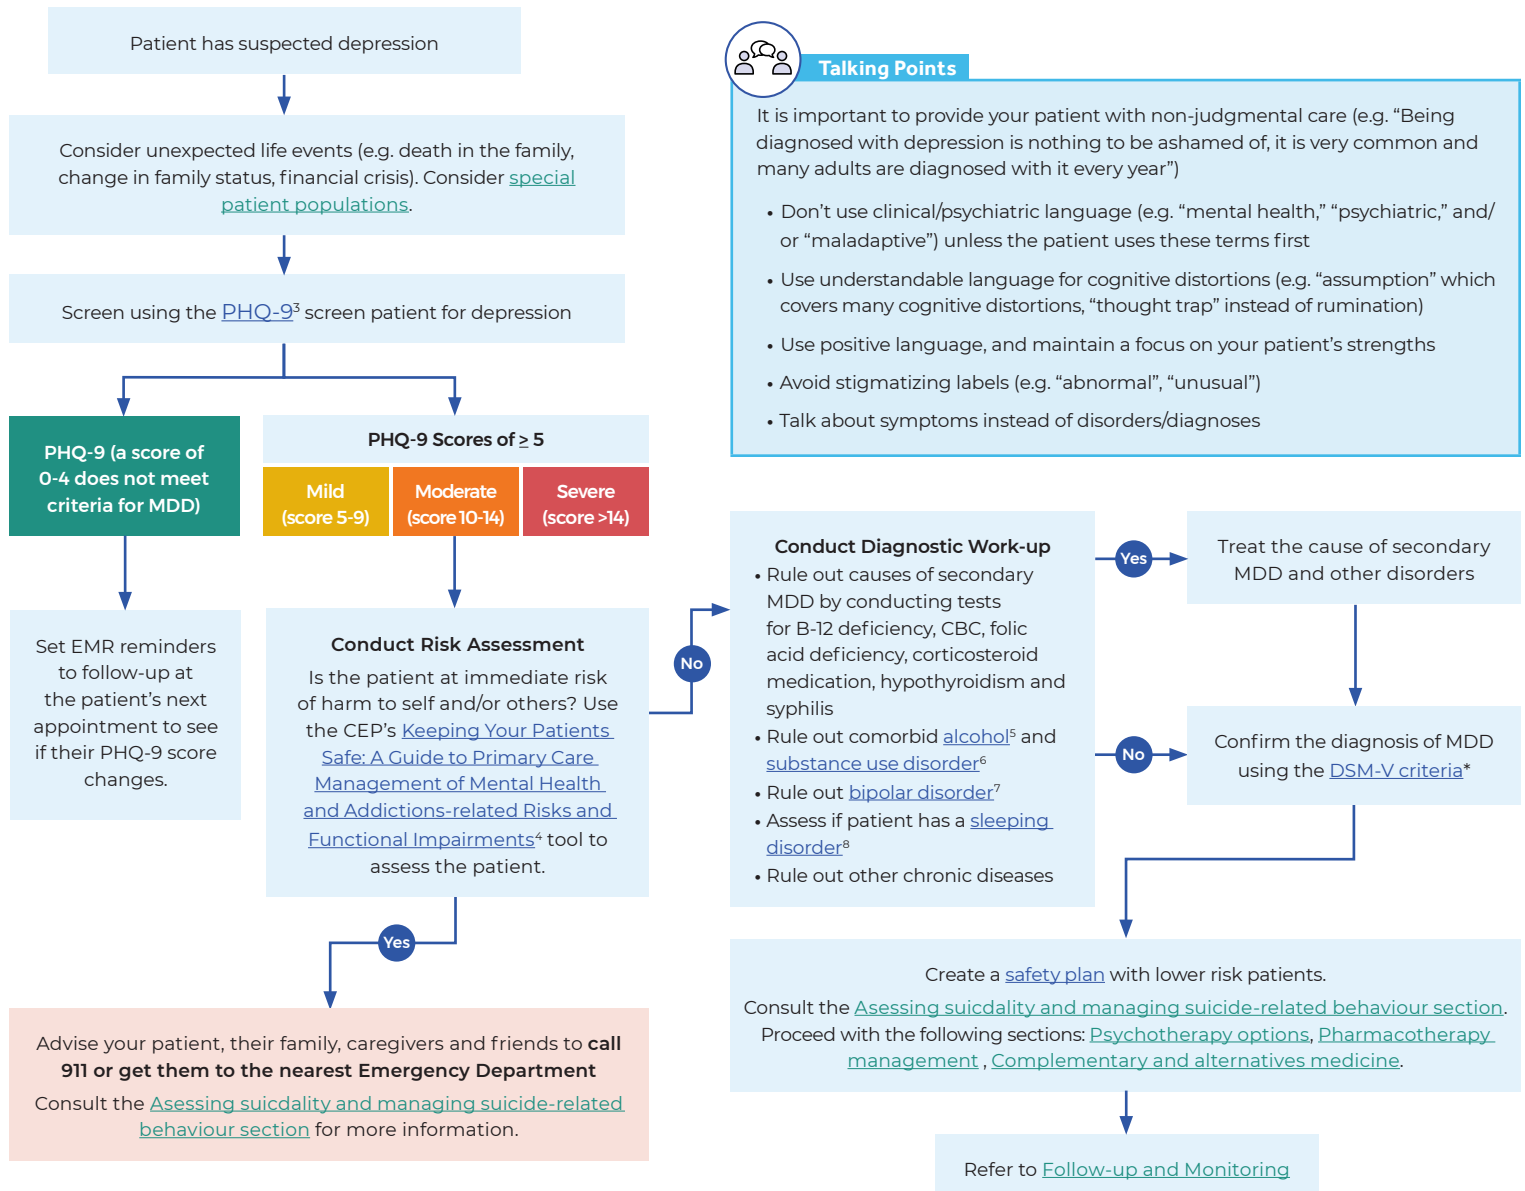 Patient has suspected depression
Consider unexpected life events (e.g. death in the family,
change in family status, financial crisis). Consider special
patient populations.
Screen using the PHQ-9³ screen patient for depression
PHQ-9 (a score of
0-4 does not meet
criteria for MDD)
PHQ-9 Scores of ≥ 5
Mild
(score 5-9)
Moderate
(score 10-14)
Severe
(score >14)
Set EMR reminders
to follow-up at
the patient's next
appointment to see
if their PHQ-9 score
changes.
Conduct Risk Assessment
Is the patient at immediate risk
of harm to self and/or others? Use
the CEP's Keeping Your Patients
Safe: A Guide to Primary Care
Management of Mental Health
and Addictions-related Risks and
Functional Impairments⁴ tool to
assess the patient.
Yes
Advise your patient, their family, caregivers and friends to call
911 or get them to the nearest Emergency Department
Consult the Asessing suicdality and managing suicide-related
behaviour section for more information.
Talking Points
It is important to provide your patient with non-judgmental care (e.g. “Being
diagnosed with depression is nothing to be ashamed of, it is very common and
many adults are diagnosed with it every year”)
• Don't use clinical/psychiatric language (e.g. “mental health,” “psychiatric,” and/
or “maladaptive”) unless the patient uses these terms first
• Use understandable language for cognitive distortions (e.g. “assumption” which
covers many cognitive distortions, “thought trap” instead of rumination)
• Use positive language, and maintain a focus on your patient's strengths
• Avoid stigmatizing labels (e.g. “abnormal”, “unusual”)
• Talk about symptoms instead of disorders/diagnoses
No
Conduct Diagnostic Work-up
• Rule out causes of secondary
MDD by conducting tests
for B-12 deficiency, CBC, folic
acid deficiency, corticosteroid
medication, hypothyroidism and
syphilis
• Rule out comorbid alcohol⁵ and
substance use disorder⁶
• Rule out bipolar disorder⁷
• Assess if patient has a sleeping
disorder⁸
• Rule out other chronic diseases
Yes
Treat the cause of secondary
MDD and other disorders
No
Confirm the diagnosis of MDD
using the DSM-V criteria*
Create a safety plan with lower risk patients.
Consult the Asessing suicdality and managing suicide-related behaviour section.
Proceed with the following sections: Psychotherapy options, Pharmacotherapy
management , Complementary and alternatives medicine.
Refer to Follow-up and Monitoring